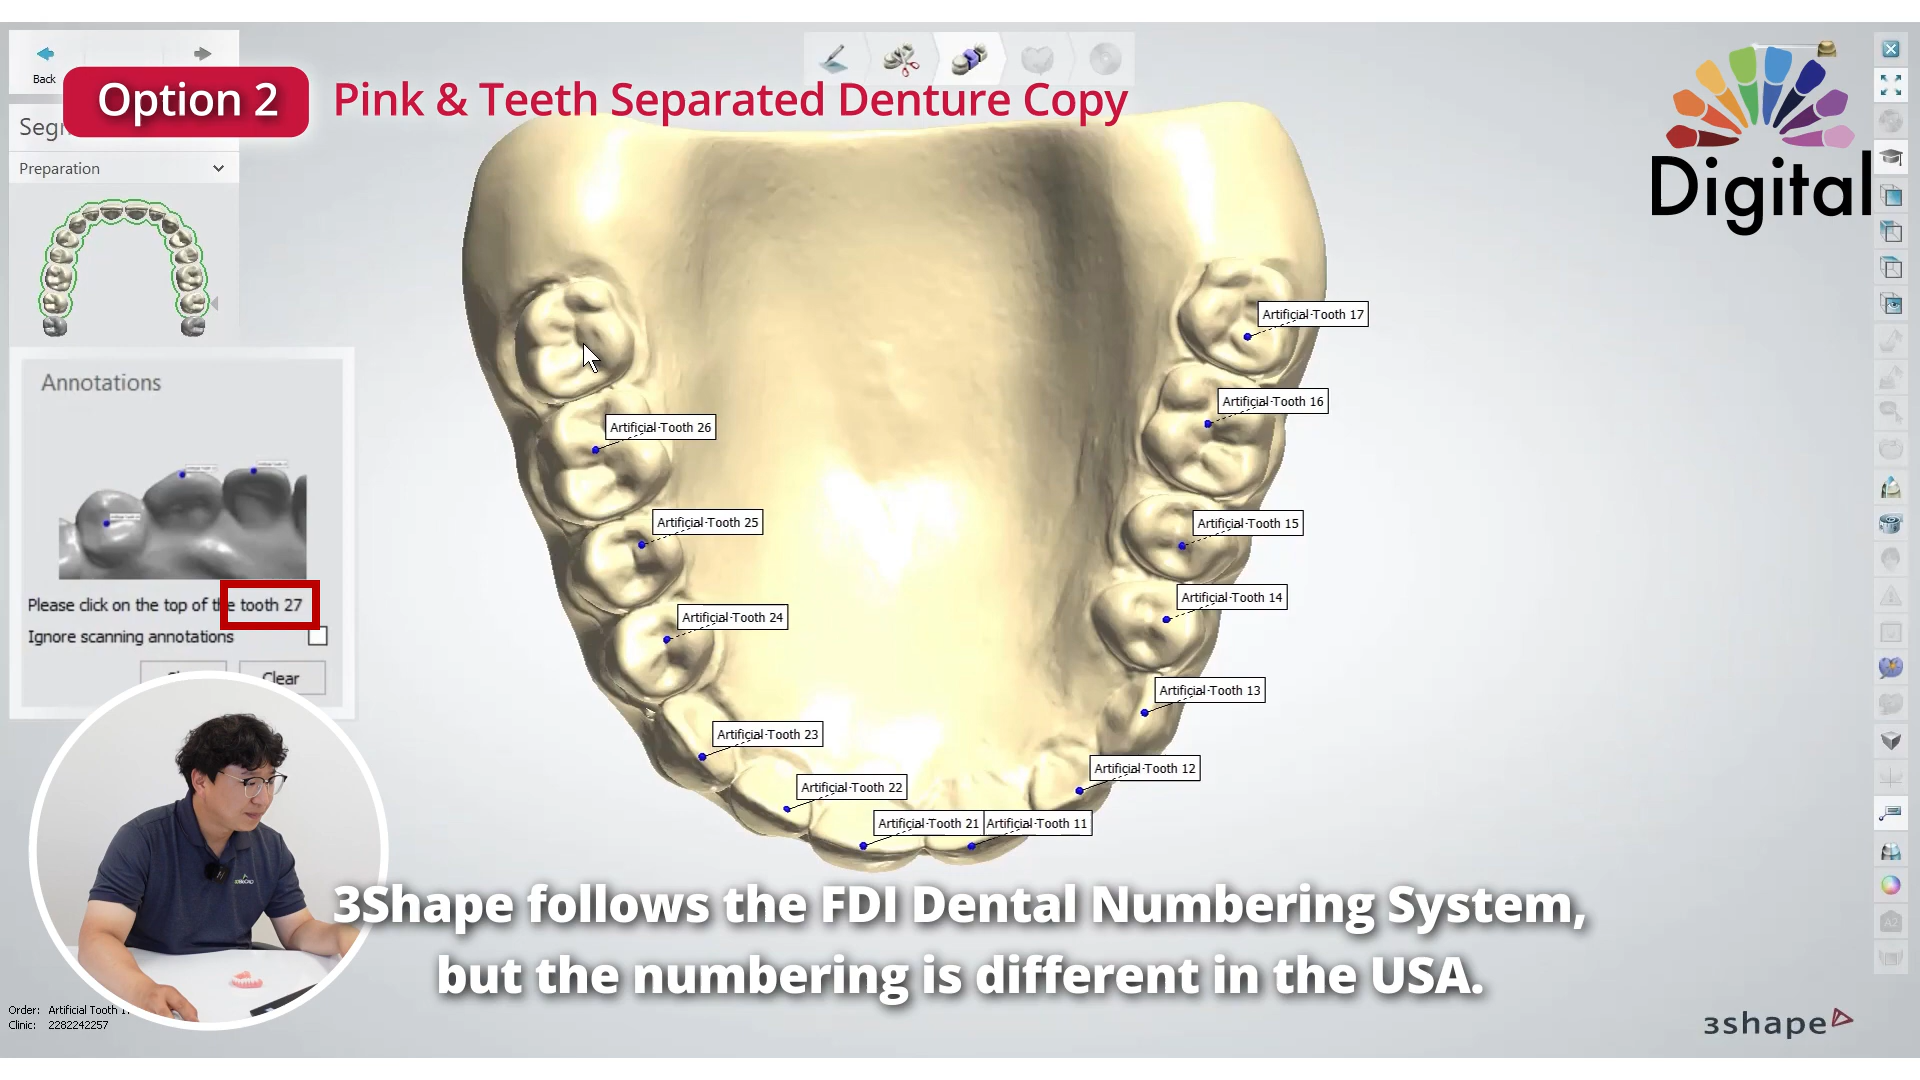 Back
Option 2
Pink & Teeth Separated Denture Copy
Digital
Preparation
Artificial Tooth 17
Artificial Tooth 16
Annotations
Artificial Tooth 26
Artificial Tooth 25
Artificial Tooth 15
Artificial Tooth 14
Please click on the top of the tooth 27
Artificial Tooth 24
Ignore scanning annotations
Clear
Artificial Tooth 13
Artificial Tooth 23
Artificial Tooth 12
Artificial Tooth 22
Artificial Tooth 21
Artificial Tooth 11
3Shape follows the FDI Dental Numbering System,
but the numbering is different in the USA.
Order: Artificial Tooth
Clinic: 2282242257
3shape